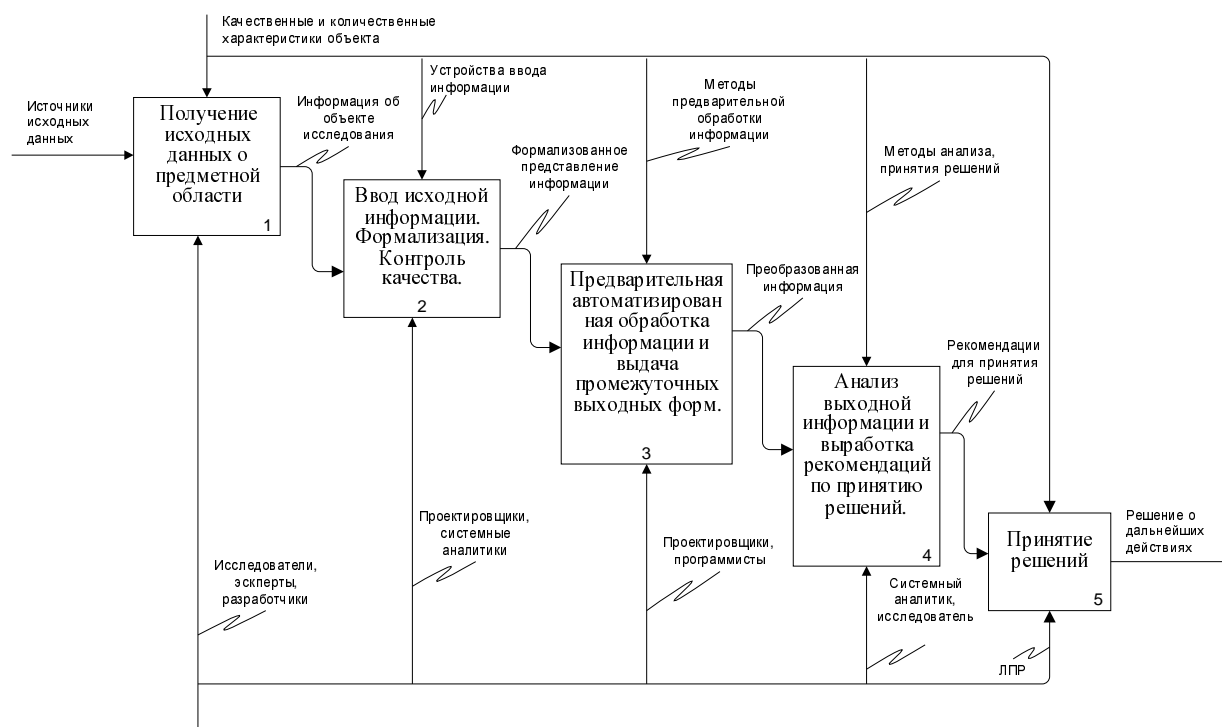 Качественные и количественные
характеристики объекта
Источники
исходных
данных
Получение
исходных
данных о
предметной
области
1
Информация об
объекте
исследования
Устройства ввода
информации
Ввод исходной
информации.
Формализация.
Контроль
качества.
2
Формализованное
представление
информации
Методы
предварительной
обработки
информации
Предварительная
автоматизирован
ная обработка
информации и
выдача
промежуточных
выходных форм.
3
Преобразованная
информация
Методы анализа,
принятия решений
Анализ
выходной
информации и
выработка
рекомендаций
по принятию
решений.
4
Рекомендации
для принятия
решений
Принятие
решений
5
Решение о
дальнейших
действиях
Исследователи,
эскперты,
разработчики
Проектировщики,
системные
аналитики
Проектировщики,
программисты
Системный
аналитик,
исследователь
ЛПР